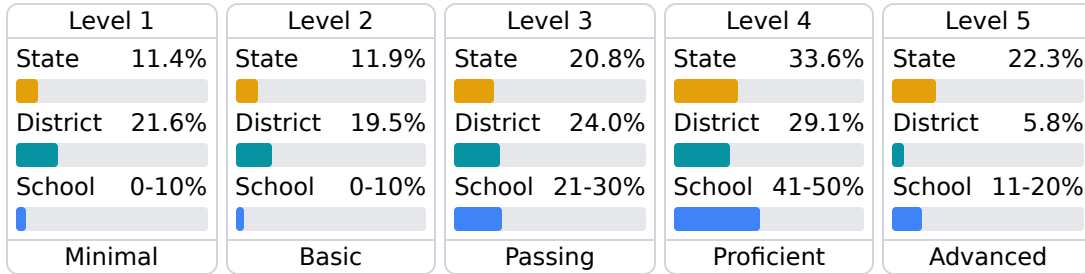 Level 1
State 11.4%
District 21.6%
School 0-10%
Minimal
Level 2
State 11.9%
District 19.5%
School 0-10%
Basic
Level 3
State 20.8%
District 24.0%
School 21-30%
Passing
Level 4
State 33.6%
District 29.1%
School 41-50%
Proficient
Level 5
State 22.3%
District 5.8%
School 11-20%
Advanced